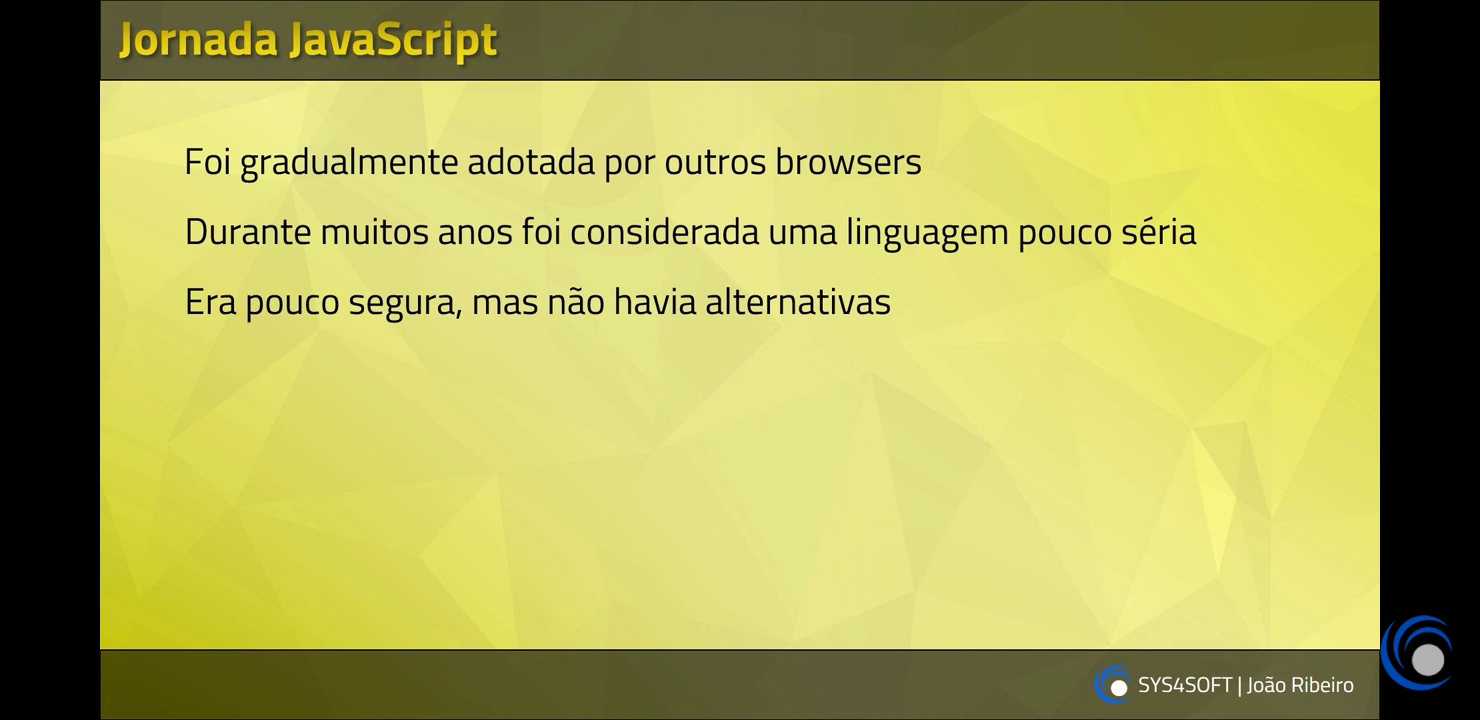 Jornada JavaScript
Foi gradualmente adotada por outros browsers
Durante muitos anos foi considerada uma linguagem pouco séria
Era pouco segura, mas não havia alternativas
SYS4SOFT | João Ribeiro